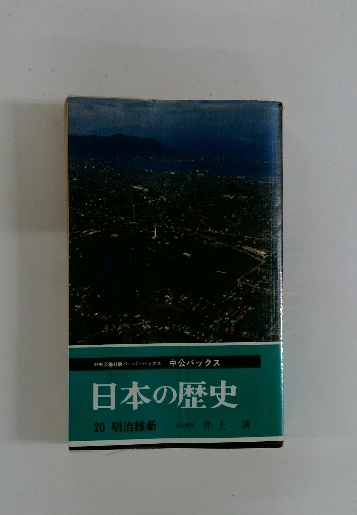 中公バックス
日本の歴史
20 明治維新 井上 清